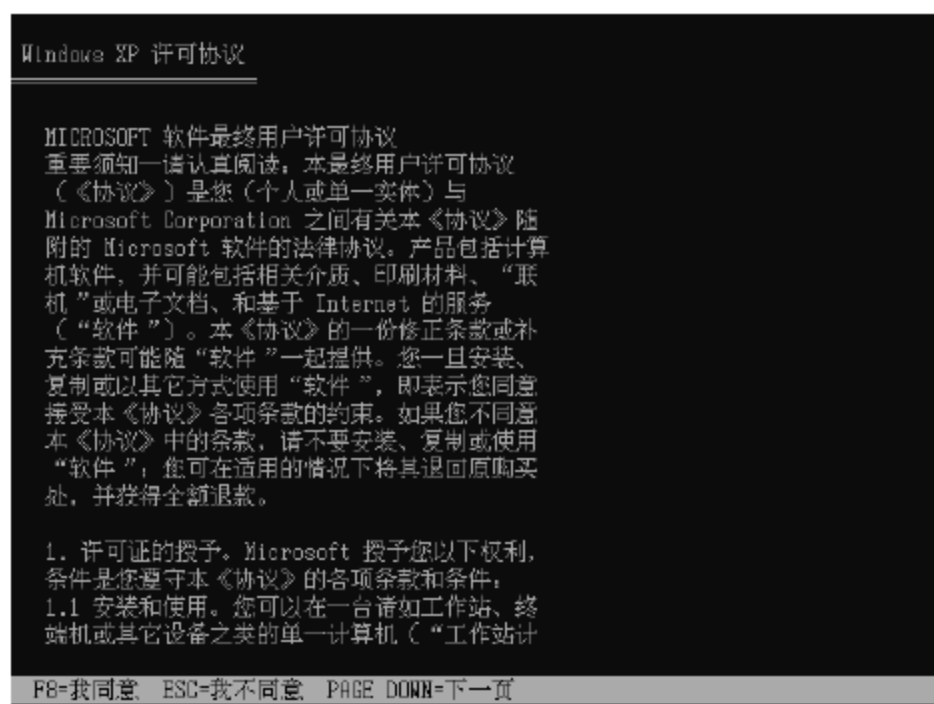 Windows XP 许可协议
MICROSOFT 软件最终用户许可协议
重要须知—请认真阅读：本最终用户许可协议
（《协议》）是您（个人或单一实体）与
Microsoft Corporation 之间有关本《协议》随
附的 Microsoft 软件的法律协议。产品包括计算
机软件，并可能包括相关介质、印刷材料、“联
机”或电子文档、和基于 Internet 的服务
（“软件”）。本《协议》的一份修正条款或补
充条款可能随“软件”一起提供。您一旦安装、
复制或以其它方式使用“软件”，即表示您同意
接受本《协议》各项条款的约束。如果您不同意
本《协议》中的条款，请不要安装、复制或使用
“软件”；您可在适用的情况下将其退回原购买
处，并获得全额退款。
1. 许可证的授予。Microsoft 授予您以下权利，
条件是您遵守本《协议》的各项条款和条件：
1.1 安装和使用。您可以在一台诸如工作站、终
端机或其它设备之类的单一计算机（“工作站计
F8=我同意 ESC=我不同意 PAGE DOWN=下一页